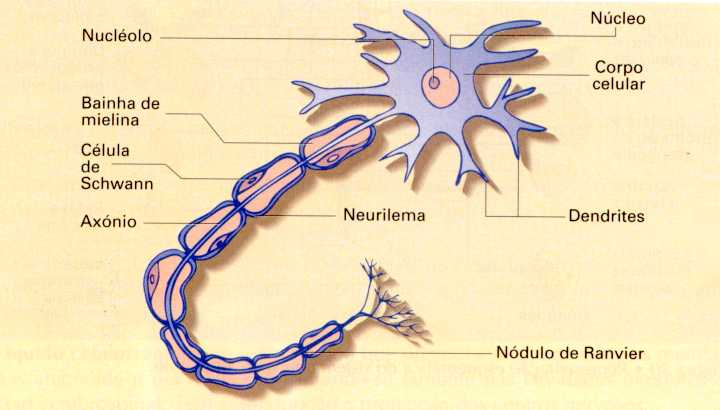 Núcleo
Nucléolo
Corpo
celular
Bainha de
mielina
Célula
de
Schwann
Axónio
Neurilema
Dendrites
Nódulo de Ranvier